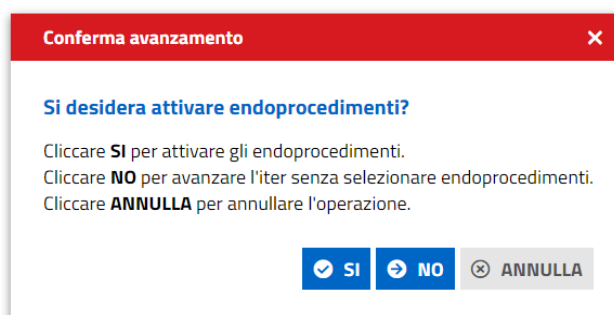 Conferma avanzamento
Si desidera attivare endoprocedimenti?
Cliccare SI per attivare gli endoprocedimenti.
Cliccare NO per avanzare l'iter senza selezionare endoprocedimenti.
Cliccare ANNULLA per annullare l'operazione.
SI NO ANNULLA